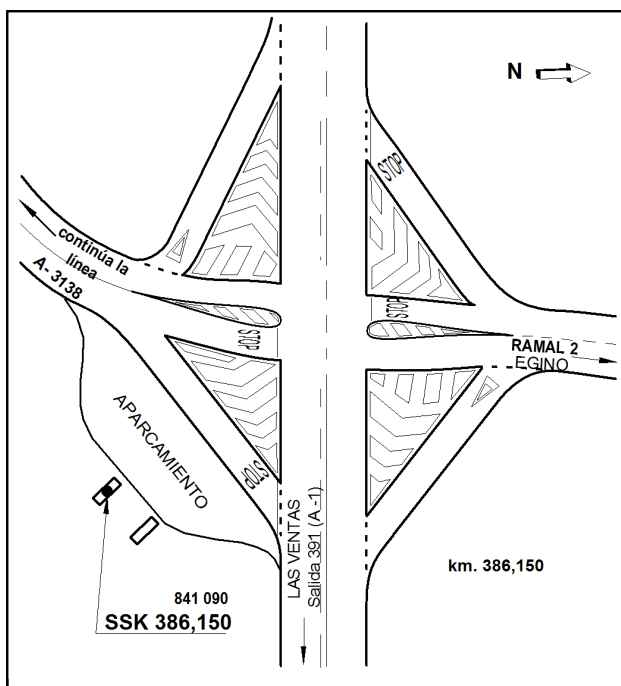 N
STOP
continúa la
línea
A- 3138
STOP
STOP
RAMAL 2
EGINO
APARCAMIENTO
STOP
LAS VENTAS
Salida 391 (A -1)
km. 386,150
841 090
SSK 386,150